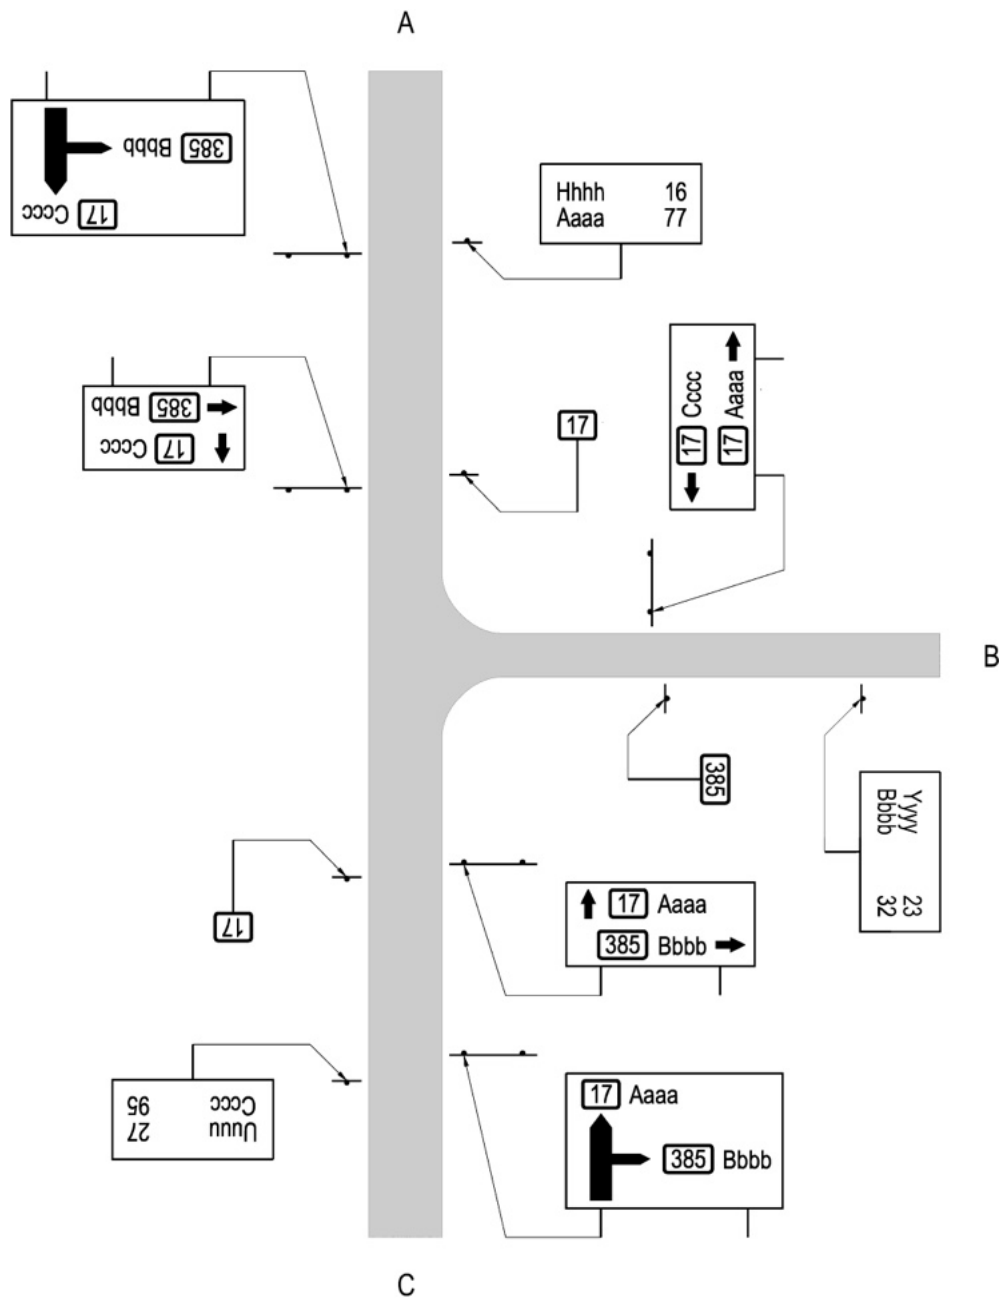 A
385 Bbbb
17 Cccc
Hhhh 16
Aaaa 77
385 Bbbb
17 Cccc
17
17 Cccc
17 Aaaa
B
385
Yyyy 23
Bbbb 32
17
17 Aaaa
385 Bbbb
Uuuu 27
Cccc 95
17 Aaaa
385 Bbbb
C